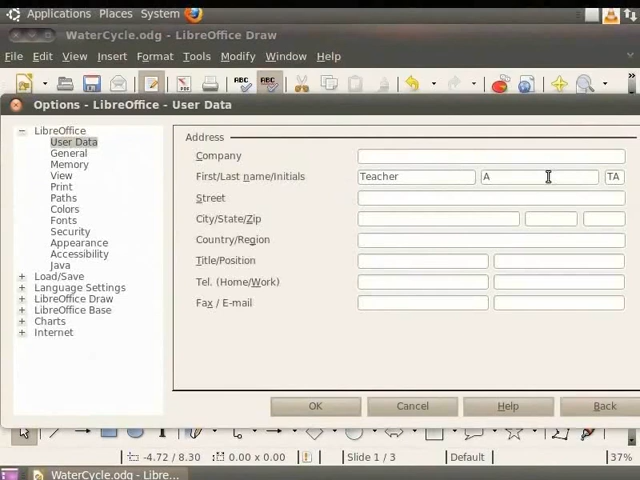 Applications Places System
WaterCycle.odg - LibreOffice Draw
File Edit View Insert Format Tools Modify Window Help
ABC ABC
Options - LibreOffice - User Data
LibreOffice
User Data
General
Memory
View
Print
Paths
Colors
Fonts
Security
Appearance
Accessibility
Java
Load/Save
Language Settings
LibreOffice Draw
LibreOffice Base
Charts
Internet
Address
Company
First/Last name/Initials Teacher A TA
Street
City/State/Zip
Country/Region
Title/Position
Tel. (Home/Work)
Fax / E-mail
OK Cancel Help Back
-4.72 / 8.30 0.00 x 0.00 Slide 1 / 3 Default 37%
WaterCycle.odg - Libre...